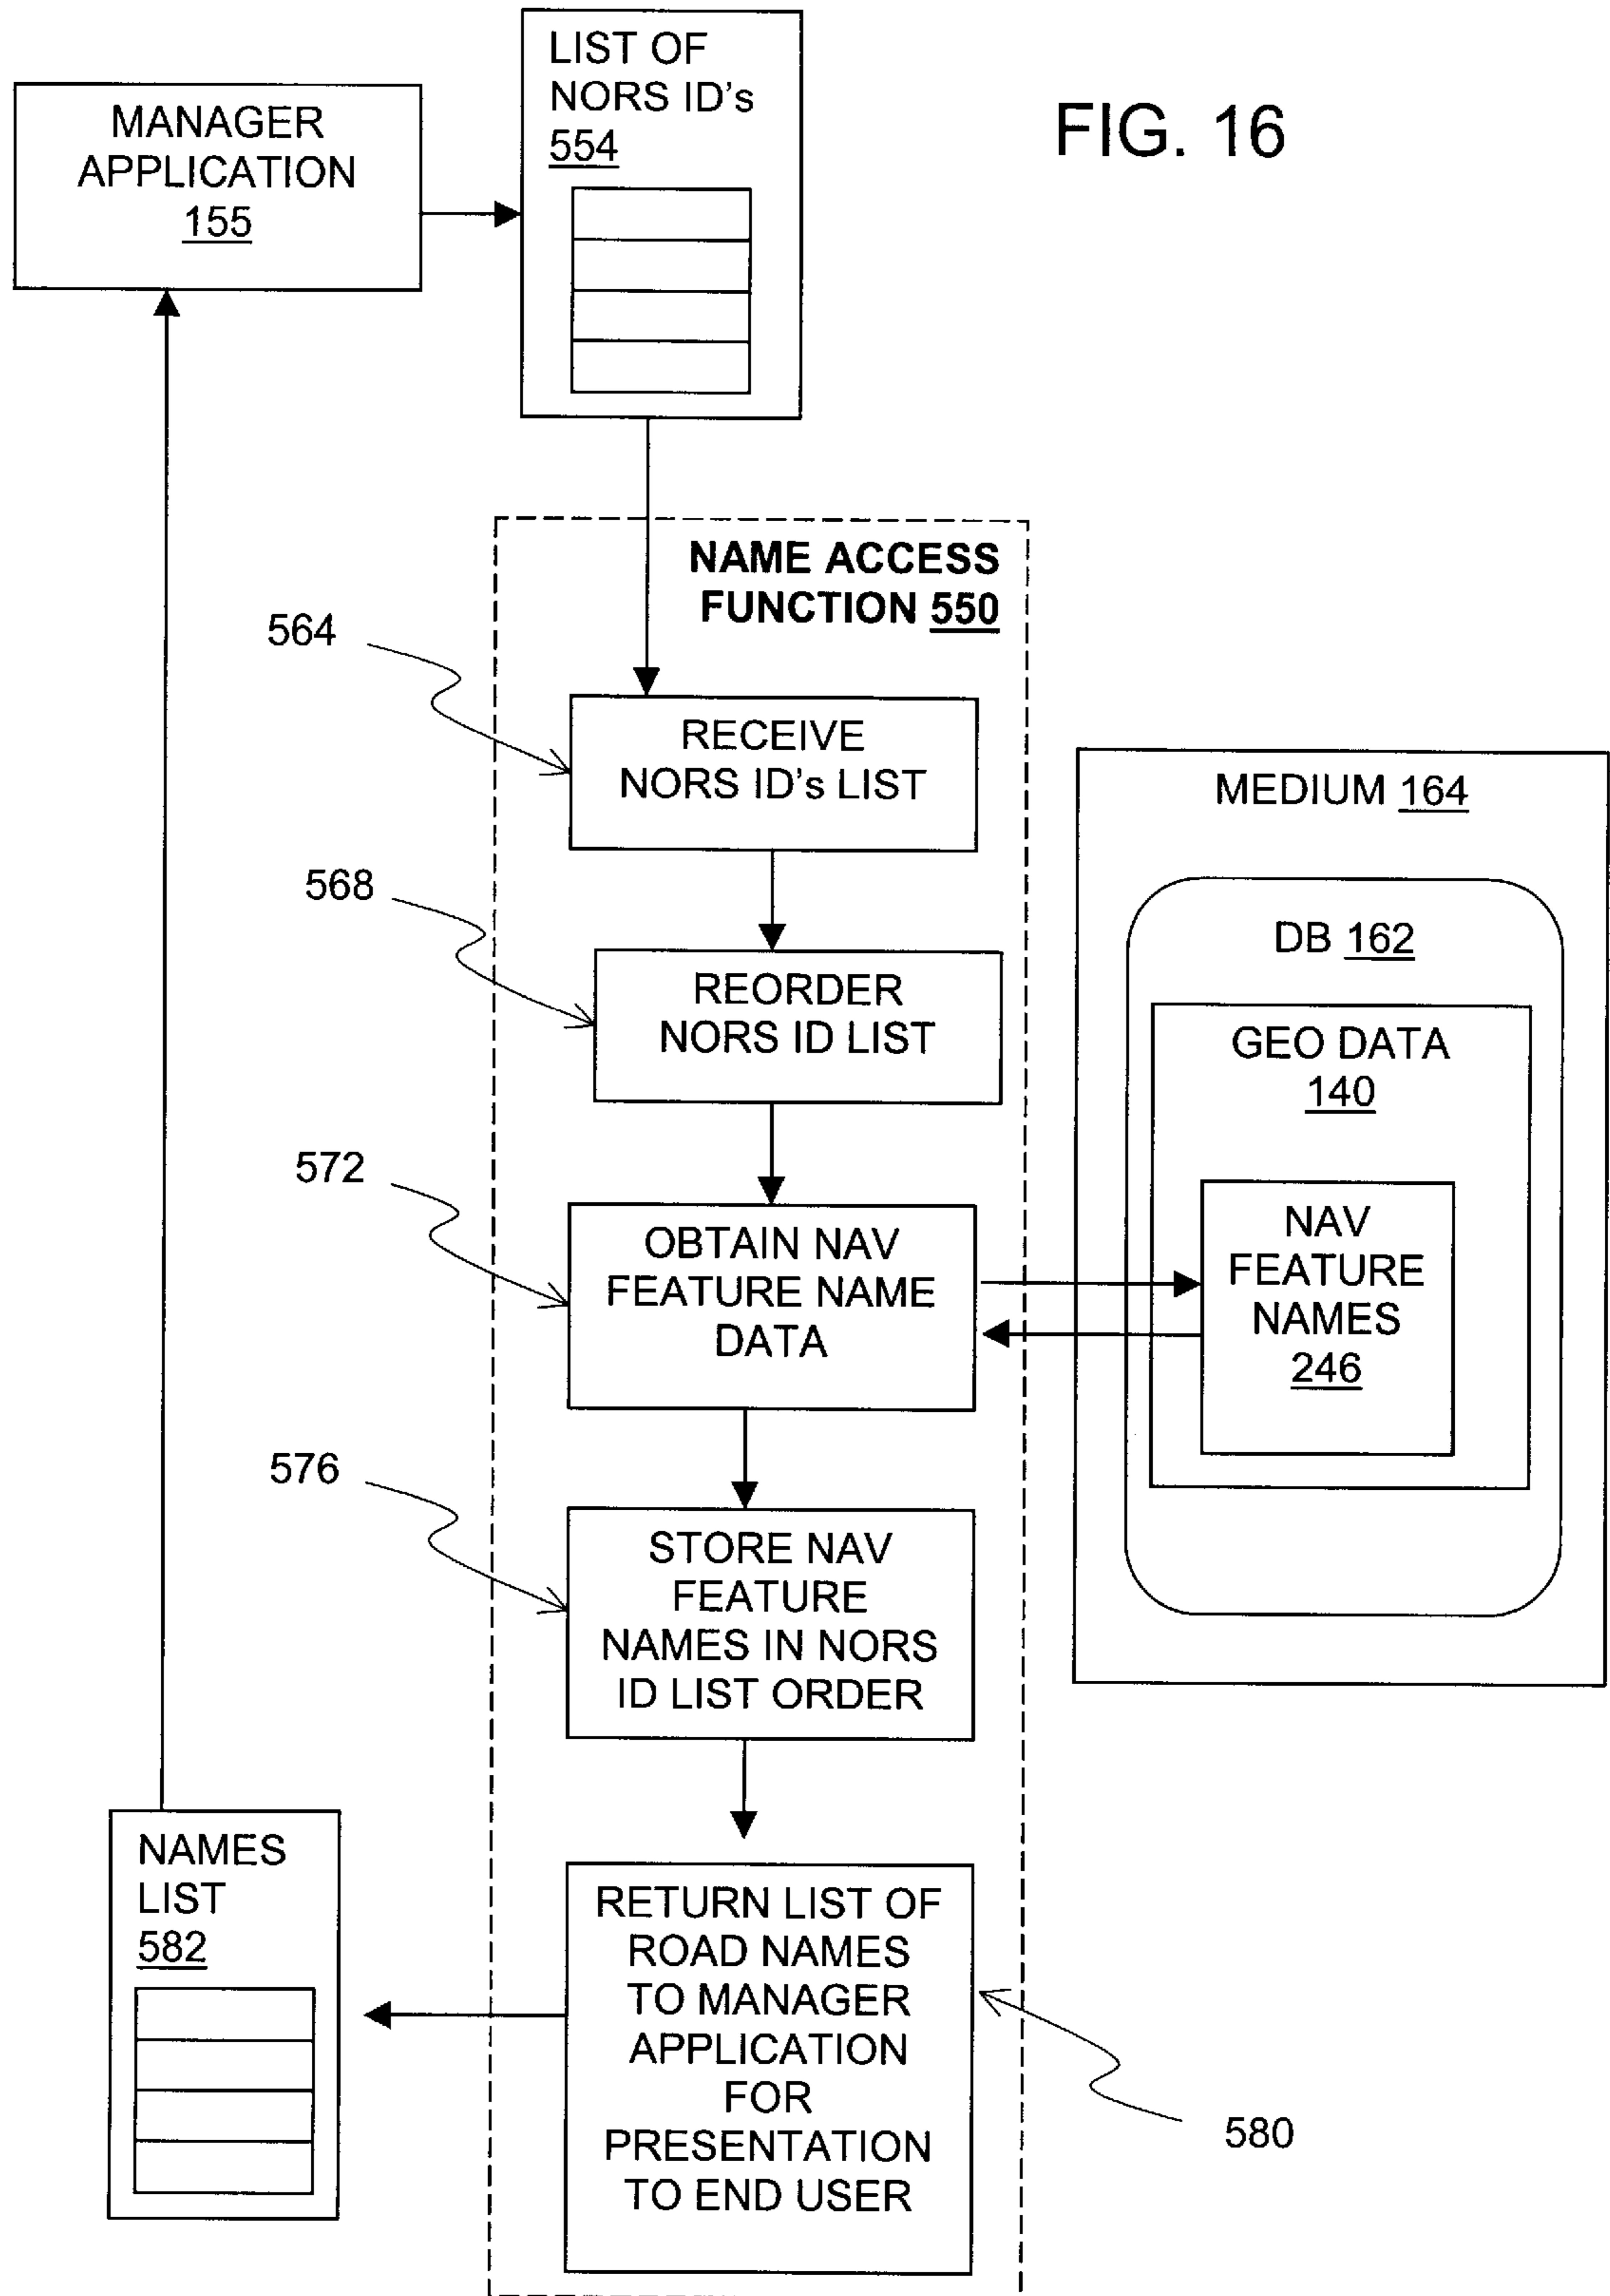 FIG. 16
MANAGER
APPLICATION
155
LIST OF
NORS ID's
554
NAME ACCESS
FUNCTION 550
564
RECEIVE
NORS ID's LIST
568
REORDER
NORS ID LIST
572
OBTAIN NAV
FEATURE NAME
DATA
MEDIUM 164
DB 162
GEO DATA
140
NAV
FEATURE
NAMES
246
576
STORE NAV
FEATURE
NAMES IN NORS
ID LIST ORDER
NAMES
LIST
582
RETURN LIST OF
ROAD NAMES
TO MANAGER
APPLICATION
FOR
PRESENTATION
TO END USER
580